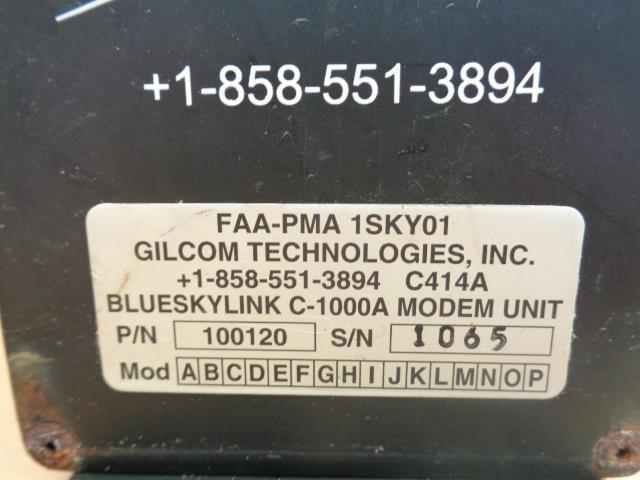 +1-858-551-3894
FAA-PMA 1SKY01
GILCOM TECHNOLOGIES, INC.
+1-858-551-3894 C414A
BLUESKYLINK C-1000A MODEM UNIT
P/N 100120 S/N 1065
Mod A B C D E F G H I J K L M N O P